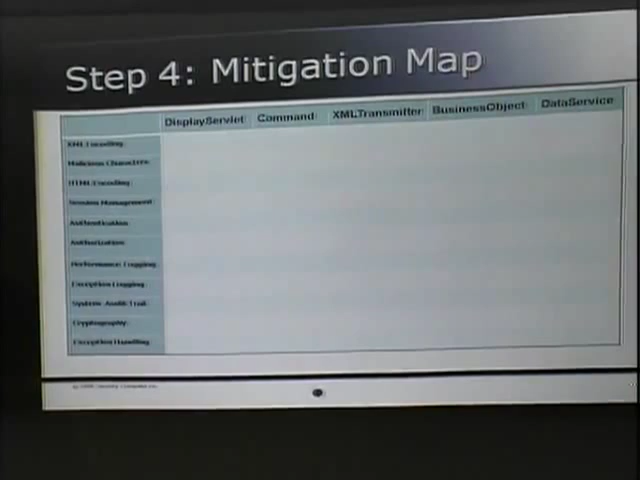 Step 4: Mitigation Map
DisplayServlet Command XMLTransmitter BusinessObject DataService
XML Encoding
Malicious Characters
HTML Encoding
Session Management
Authentication
Authorization
Performance Logging
Exception Logging
System Audit Trail
Cryptography
Exception Handling